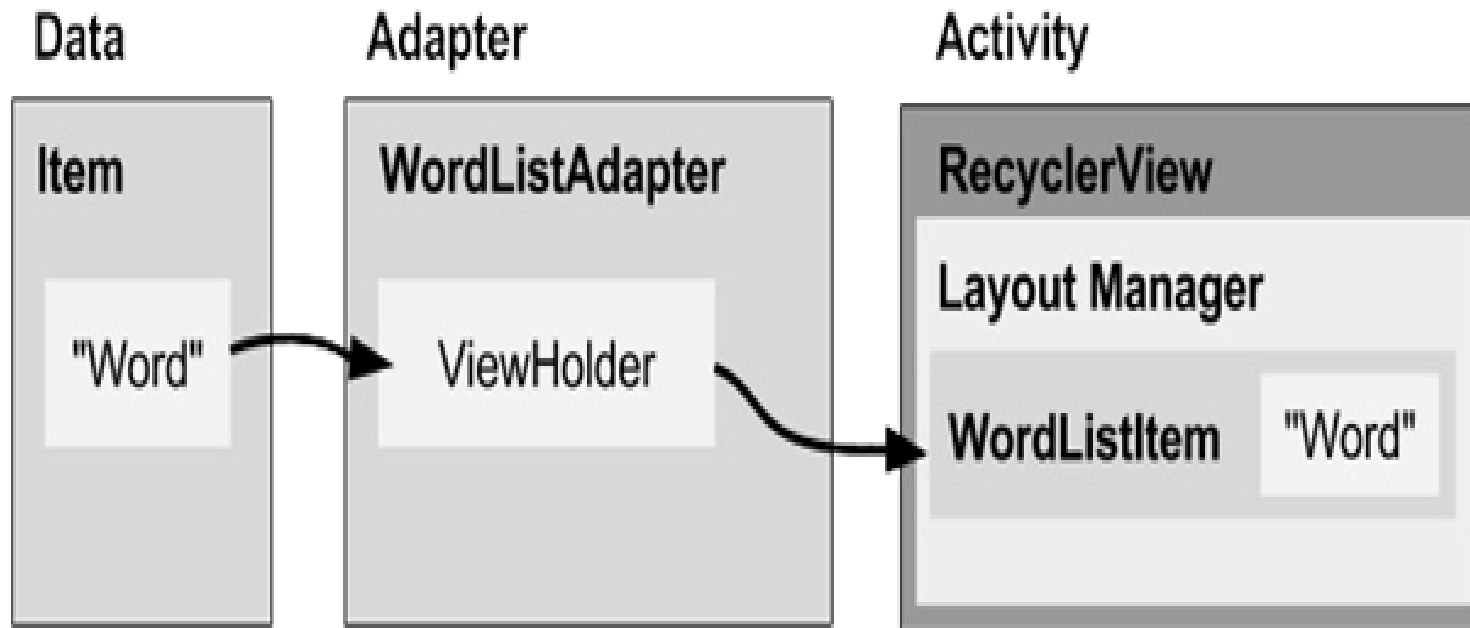 Data
Adapter
Activity
Item
WordListAdapter
RecyclerView
Layout Manager
"Word"
ViewHolder
WordListItem
"Word"